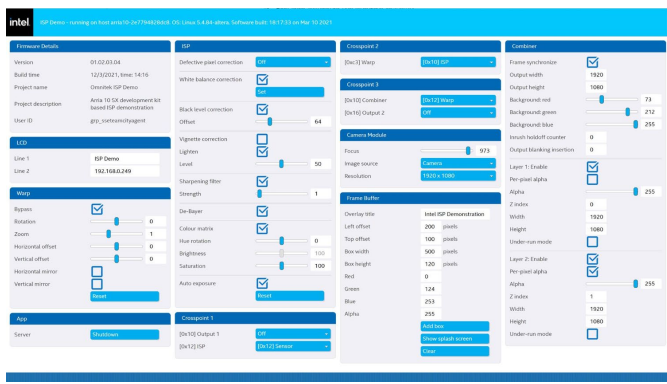 intel. ISP Demo - running on host arria10-2e7794828dc9. OS: Linux 5.4.84-altera. Software built: 18:17:33 on Mar 10 2021
Firmware Details
Version 01.02.03.04
Build time 12/3/2021, time: 14:16
Project name Omnitek ISP Demo
Project description Arria 10 SX development kit
based ISP demonstration
User ID grp_sseteamcityagent
LCD
Line 1 ISP Demo
Line 2 192.168.0.249
Warp
Bypass
Rotation 0
Zoom 1
Horizontal offset 0
Vertical offset 0
Horizontal mirror
Vertical mirror
Reset
App
Server Shutdown
ISP
Defective pixel correction Off
White balance correction
Set
Black level correction
Offset 64
Vignette correction
Lighten
Level 50
Sharpening filter
Strength 1
De-Bayer
Colour matrix
Hue rotation 0
Brightness 100
Saturation 100
Auto exposure
Reset
Crosspoint 1
[0x10] Output 1 Off
[0x12] ISP [0x12] Sensor
Crosspoint 2
[0xc3] Warp [0x10] ISP
Crosspoint 3
[0x10] Combiner [0x12] Warp
[0x16] Output 2 Off
Camera Module
Focus 973
Image source Camera
Resolution 1920 x 1080
Frame Buffer
Overlay title Intel ISP Demonstration
Left offset 200 pixels
Top offset 100 pixels
Box width 500 pixels
Box height 120 pixels
Red 0
Green 124
Blue 253
Alpha 255
Add box
Show splash screen
Clear
Combiner
Frame synchronize
Output width 1920
Output height 1080
Background:red 73
Background:green 212
Background:blue 255
Inrush holdoff counter 0
Output blanking insertion 0
Layer 1: Enable
Per-pixel alpha
Alpha 255
Z index 0
Width 1920
Height 1080
Under-run mode
Layer 2: Enable
Per-pixel alpha
Alpha 255
Z index 1
Width 1920
Height 1080
Under-run mode